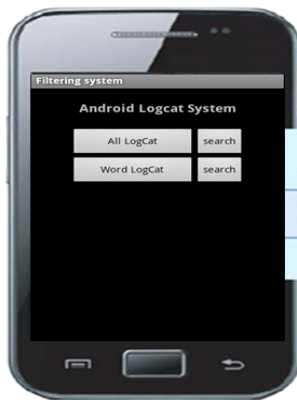 Filtering system
Android Logcat System
All LogCat search
Word LogCat search